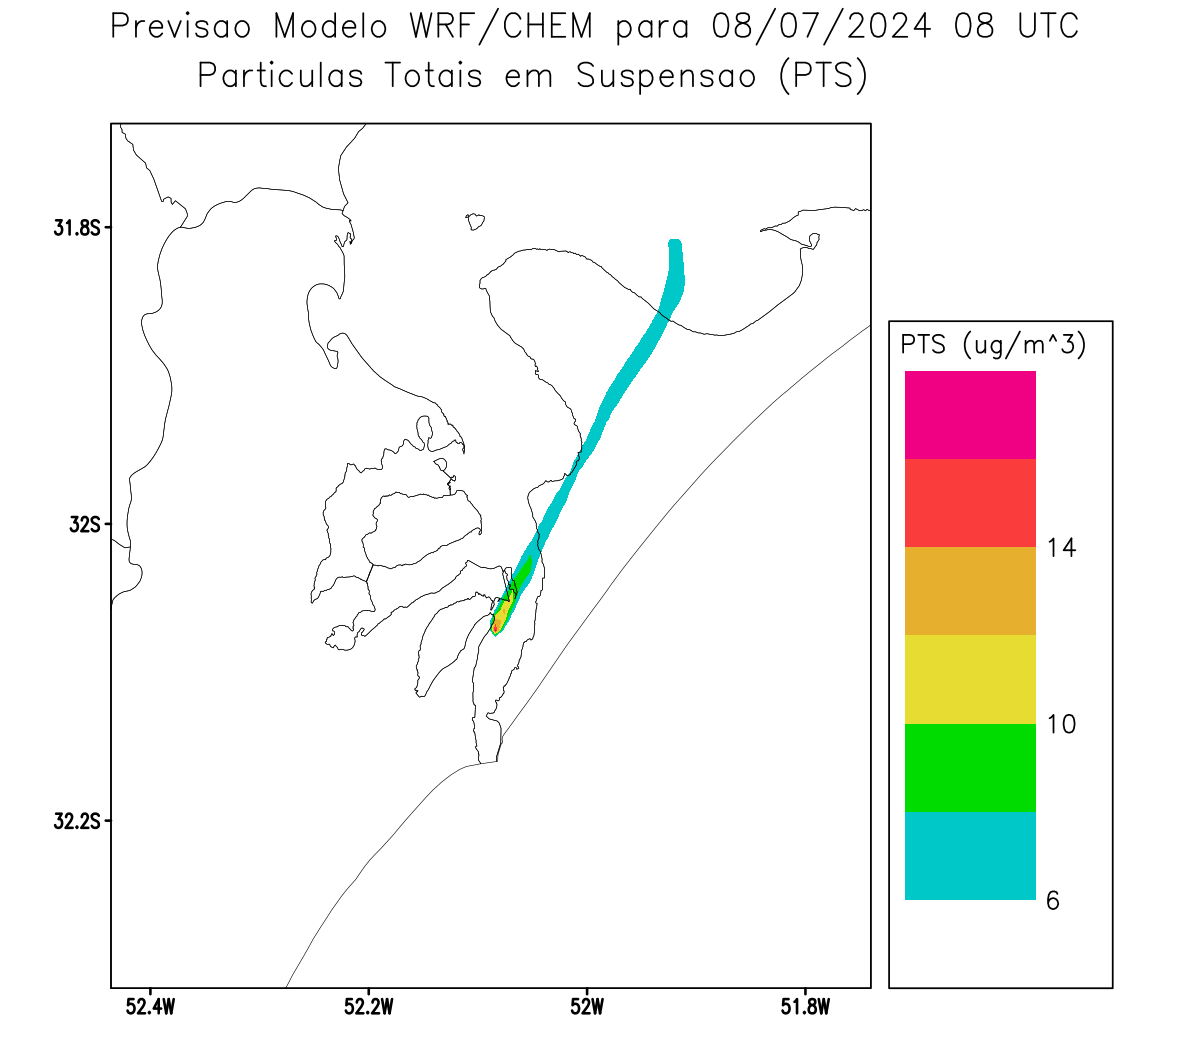 Previsao Modelo WRF/CHEM para 08/07/2024 08 UTC
Particulas Totais em Suspensao (PTS)
31.8S
32S
32.2S
52.4W
52.2W
52W
51.8W
PTS (ug/m^3)
14
10
6